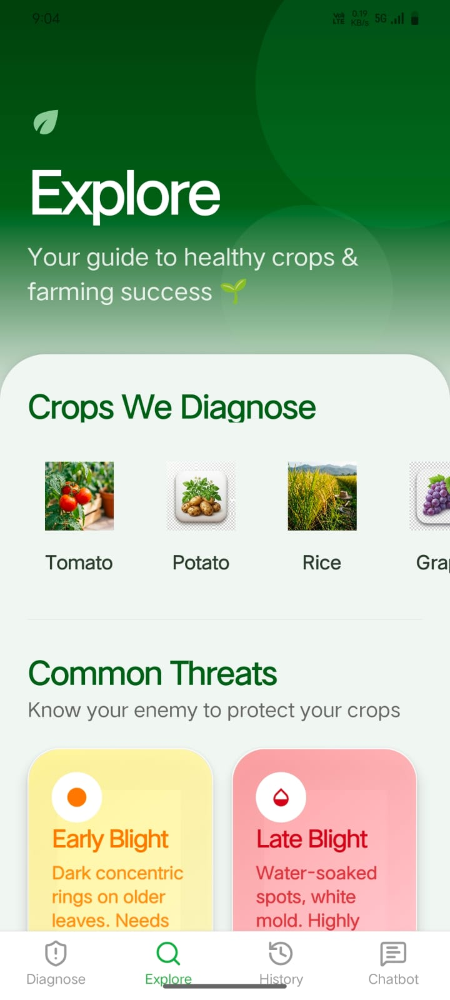 9:04
Vo)) LTE 0.19 KB/s 5G
Explore
Your guide to healthy crops &
farming success 🌱
Crops We Diagnose
Tomato Potato Rice Gra
Common Threats
Know your enemy to protect your crops
Early Blight
Dark concentric
rings on older
leaves. Needs
Late Blight
Water-soaked
spots, white
mold. Highly
Diagnose Explore History Chatbot